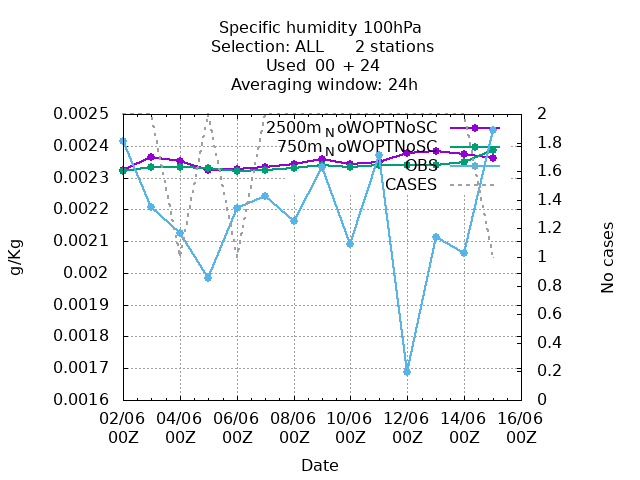 Specific humidity 100hPa
Selection: ALL 2 stations
Used 00 + 24
Averaging window: 24h
0.0025
0.0024
0.0023
0.0022
0.0021
0.002
0.0019
0.0018
0.0017
0.0016
g/Kg
2500m NoWOPTNoSC
750m NoWOPTNoSC
OBS
CASES
2
1.8
1.6
1.4
1.2
1
0.8
0.6
0.4
0.2
0
No cases
02/06 04/06 06/06 08/06 10/06 12/06 14/06 16/06
00Z 00Z 00Z 00Z 00Z 00Z 00Z 00Z
Date